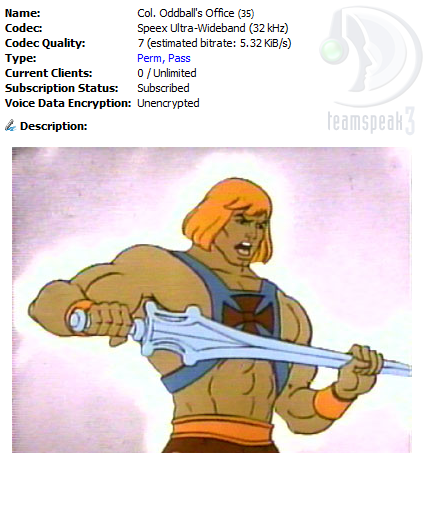 Name: Col. Oddball's Office (35)
Codec: Speex Ultra-Wideband (32 kHz)
Codec Quality: 7 (estimated bitrate: 5.32 KiB/s)
Type: Perm, Pass
Current Clients: 0 / Unlimited
Subscription Status: Subscribed
Voice Data Encryption: Unencrypted
teamspeak3
Description: